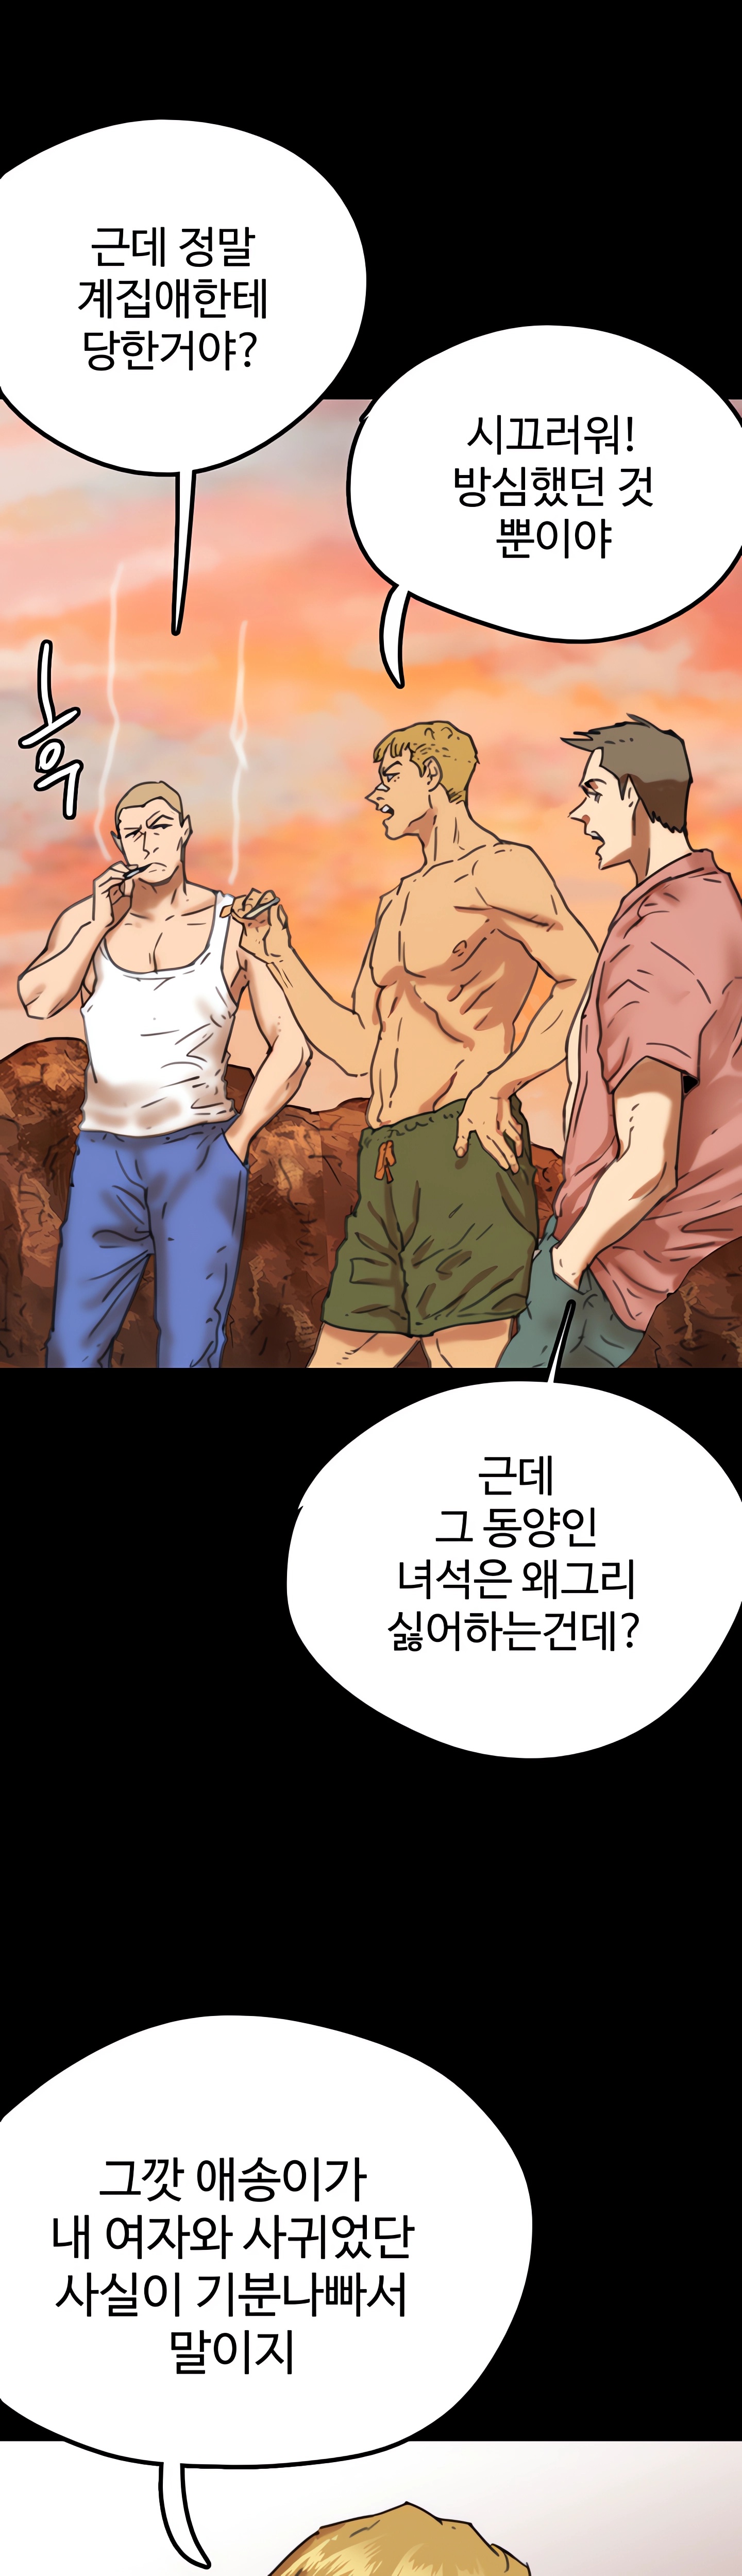 근데 정말
계집애한테
당한거야?
시끄러워!
방심했던 것
뿐이야
후
근데
그 동양인
녀석은 왜그리
싫어하는건데?
그깟 애송이가
내 여자와 사귀었단
사실이 기분나빠서
말이지